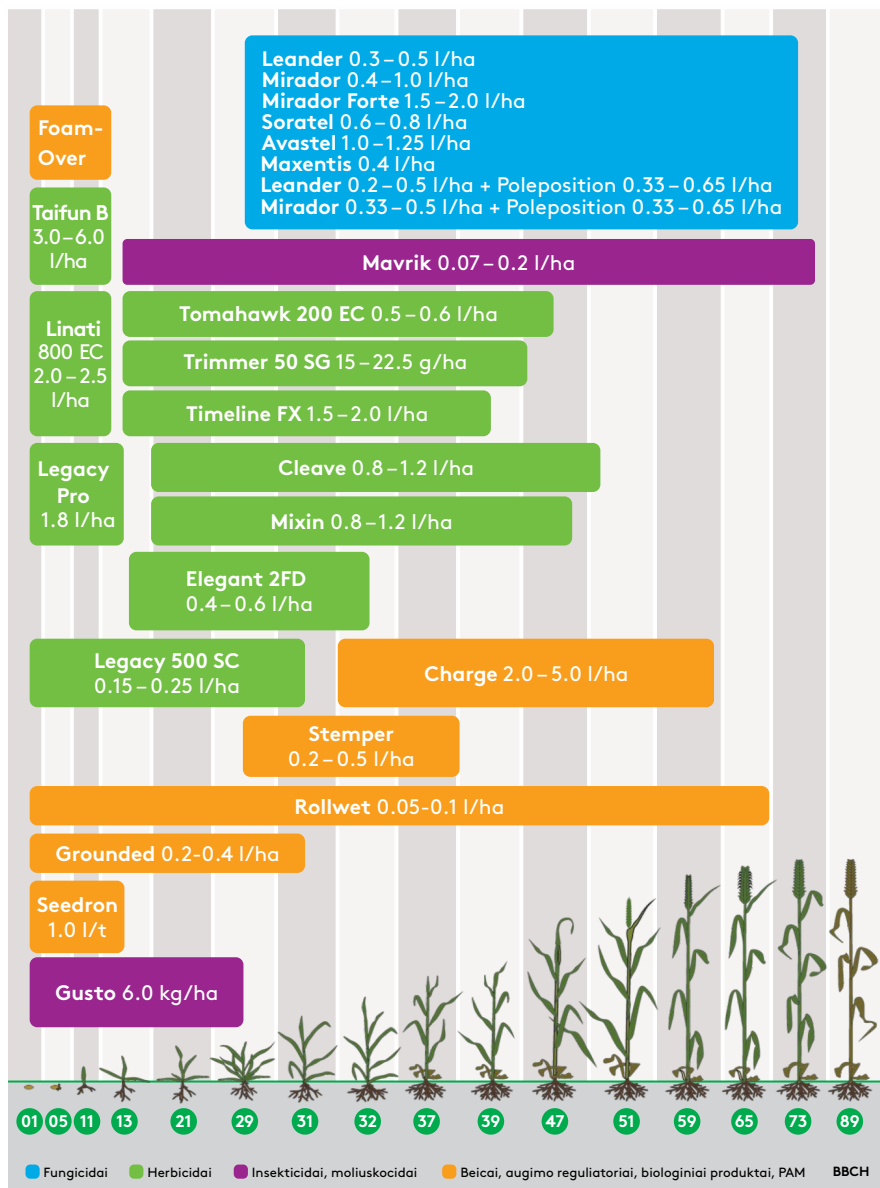 Leander 0.3 – 0.5 l/ha
Mirador 0.4 – 1.0 l/ha
Mirador Forte 1.5 – 2.0 l/ha
Soratel 0.6 – 0.8 l/ha
Avastel 1.0 – 1.25 l/ha
Maxentis 0.4 l/ha
Leander 0.2 – 0.5 l/ha + Poleposition 0.33 – 0.65 l/ha
Mirador 0.33 – 0.5 l/ha + Poleposition 0.33 – 0.65 l/ha
Foam-
Over
Taifun B
3.0 – 6.0
l/ha
Mavrik 0.07 – 0.2 l/ha
Linati
800 EC
2.0 – 2.5
l/ha
Tomahawk 200 EC 0.5 – 0.6 l/ha
Trimmer 50 SG 15 – 22.5 g/ha
Timeline FX 1.5 – 2.0 l/ha
Legacy
Pro
1.8 l/ha
Cleave 0.8 – 1.2 l/ha
Mixin 0.8 – 1.2 l/ha
Elegant 2FD
0.4 – 0.6 l/ha
Legacy 500 SC
0.15 – 0.25 l/ha
Charge 2.0 – 5.0 l/ha
Stemper
0.2 – 0.5 l/ha
Rollwet 0.05-0.1 l/ha
Grounded 0.2-0.4 l/ha
Seedron
1.0 l/t
Gusto 6.0 kg/ha
01 05 11 13 21 29 31 32 37 39 47 51 59 65 73 89
Fungicidai Herbicidai Insekticidai, moliuskocidai Beicai, augimo reguliatoriai, biologiniai produktai, PAM BBCH